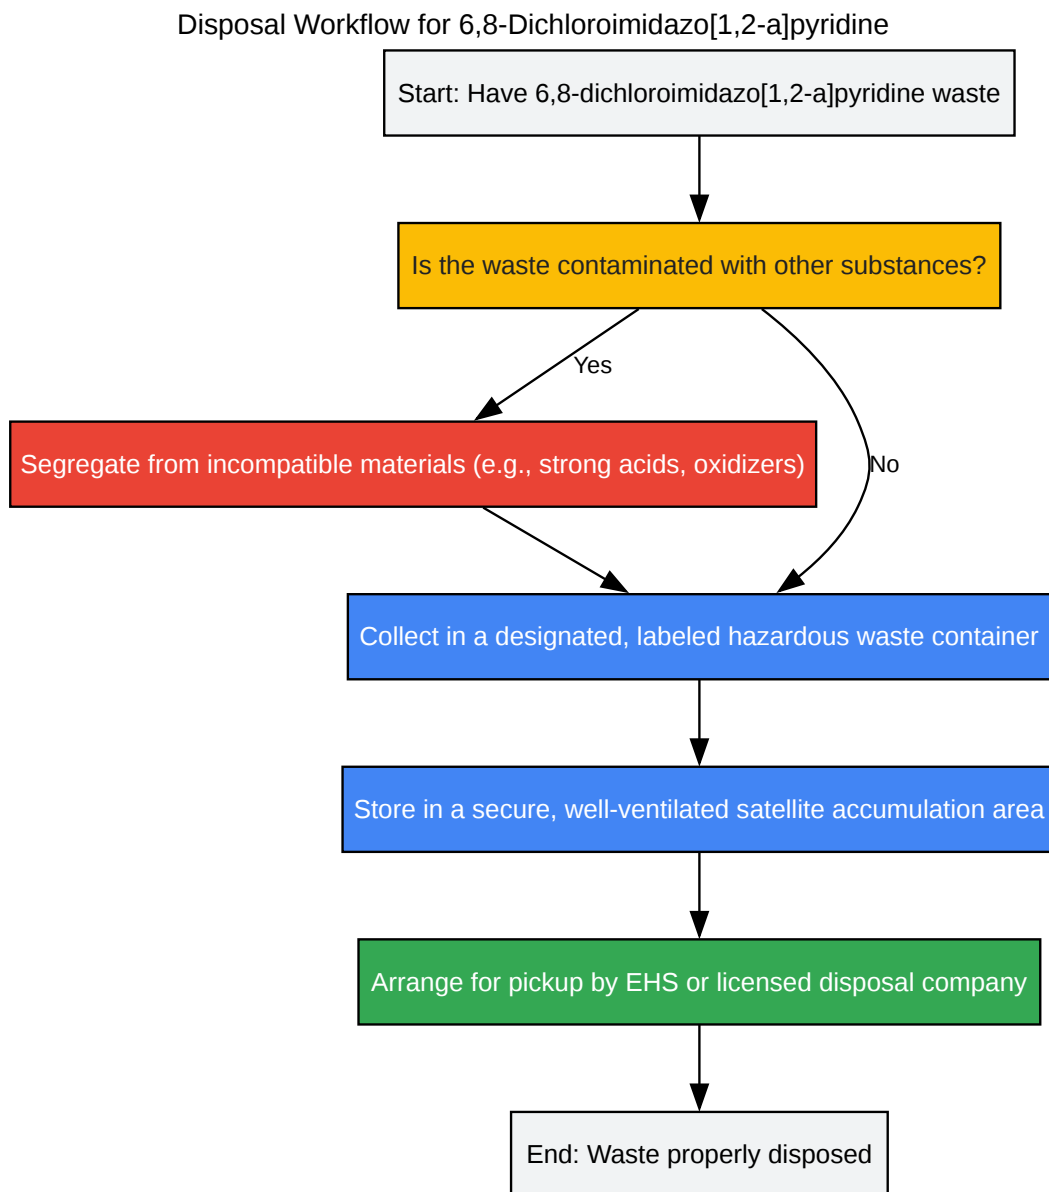 Disposal Workflow for 6,8-Dichloroimidazo[1,2-a]pyridine
Start: Have 6,8-dichloroimidazo[1,2-a]pyridine waste
Is the waste contaminated with other substances?
Yes
Segregate from incompatible materials (e.g., strong acids, oxidizers)
No
Collect in a designated, labeled hazardous waste container
Store in a secure, well-ventilated satellite accumulation area
Arrange for pickup by EHS or licensed disposal company
End: Waste properly disposed